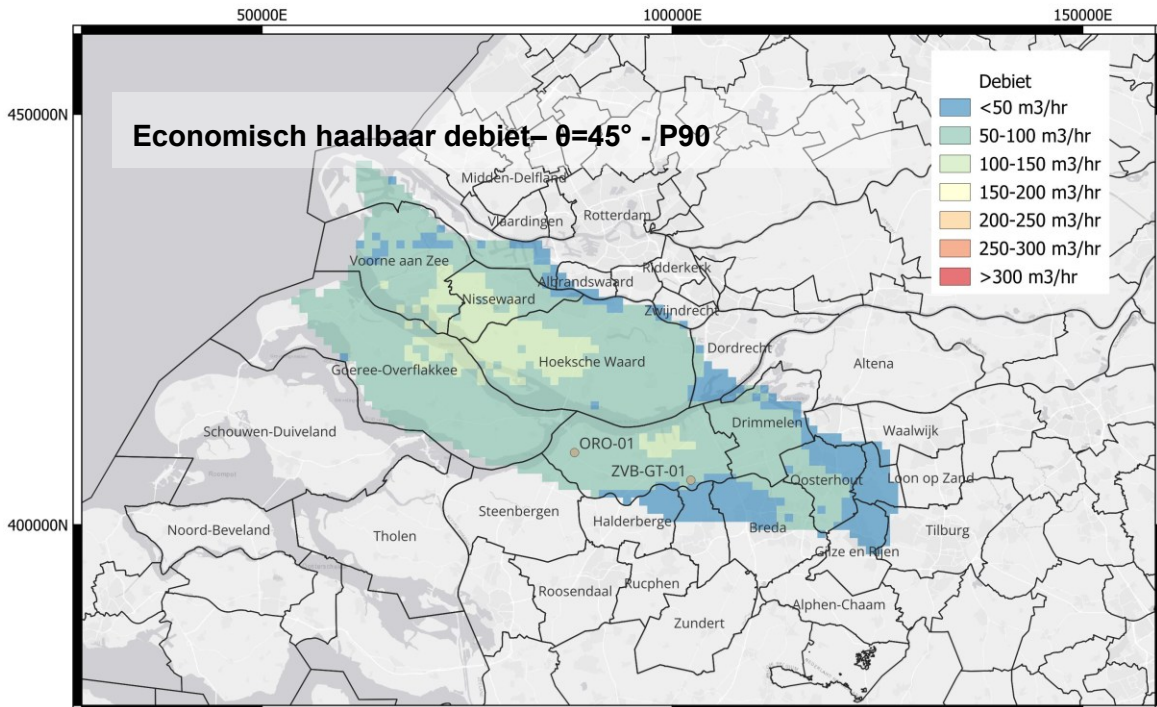 50000E
100000E
150000E
450000N
400000N
Economisch haalbaar debiet– θ=45° - P90
Debiet
<50 m3/hr
50-100 m3/hr
100-150 m3/hr
150-200 m3/hr
200-250 m3/hr
250-300 m3/hr
>300 m3/hr
Midden-Delfland
Vlaardingen
Rotterdam
Voorne aan Zee
Ridderkerk
Albrandswaard
Nissewaard
Zwijndrecht
Dordrecht
Hoeksche Waard
Altena
Goeree-Overflakkee
Schouwen-Duiveland
Drimmelen
Waalwijk
ORO-01
ZVB-GT-01
Oosterhout
Loon op Zand
Steenbergen
Halderberge
Breda
Noord-Beveland
Tholen
Tilburg
Gilze en Rijen
Roosendaal
Rucphen
Alphen-Chaam
Zundert